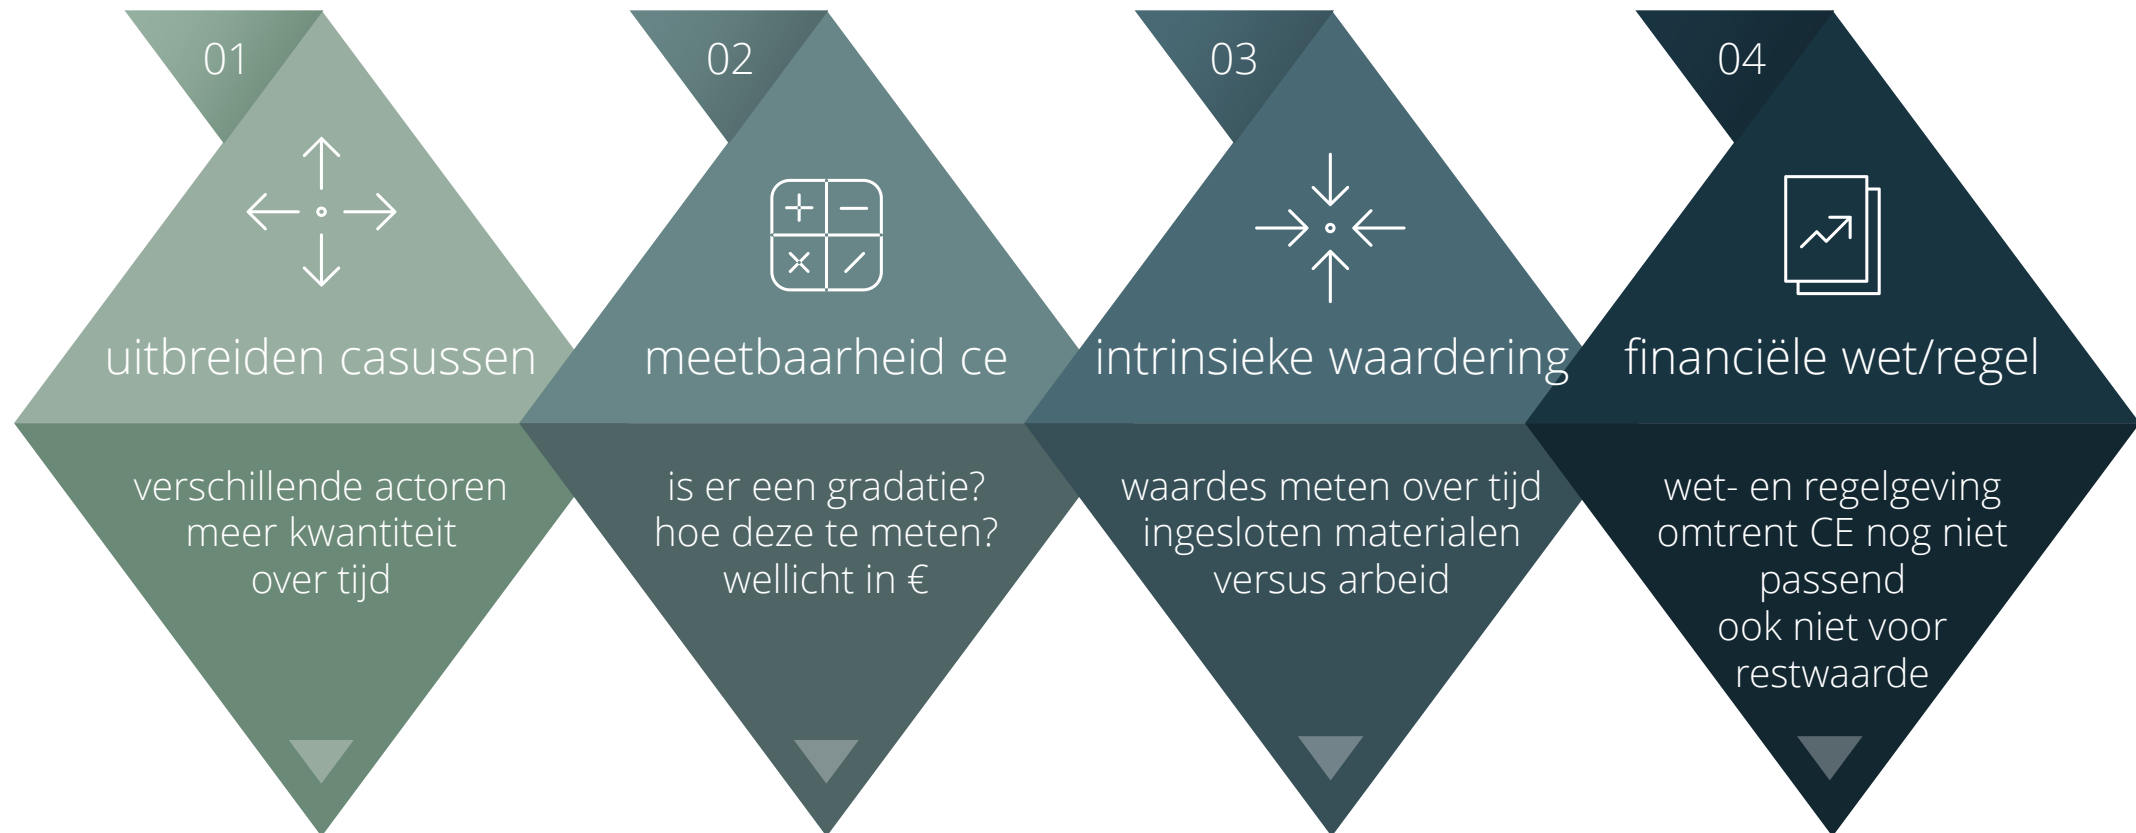 01
uitbreiden casussen
verschillende actoren
meer kwantiteit
over tijd
02
meetbaarheid ce
is er een gradatie?
hoe deze te meten?
wellicht in €
03
intrinsieke waardering
waardes meten over tijd
ingesloten materialen
versus arbeid
04
financiële wet/regel
wet- en regelgeving
omtrent CE nog niet
passend
ook niet voor
restwaarde